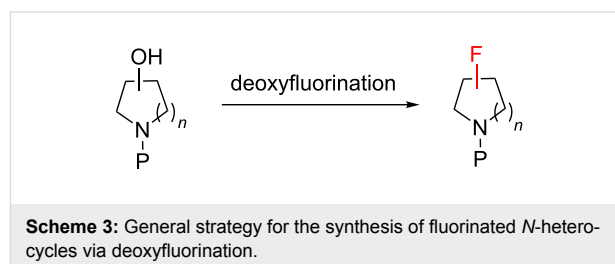 OH
F
deoxyfluorination
( )n
N
P
( )n
N
P
Scheme 3: General strategy for the synthesis of fluorinated N-hetero-
cycles via deoxyfluorination.